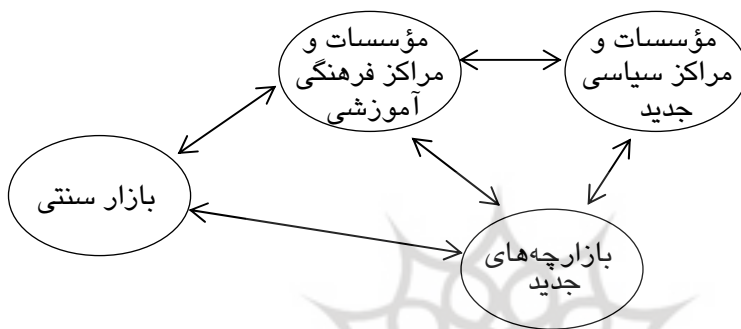 مؤسسات و
مراکز سیاسی
جدید
مؤسسات و
مراکز فرهنگی
آموزشی
بازار سنتی
بازارچه‌های
جدید